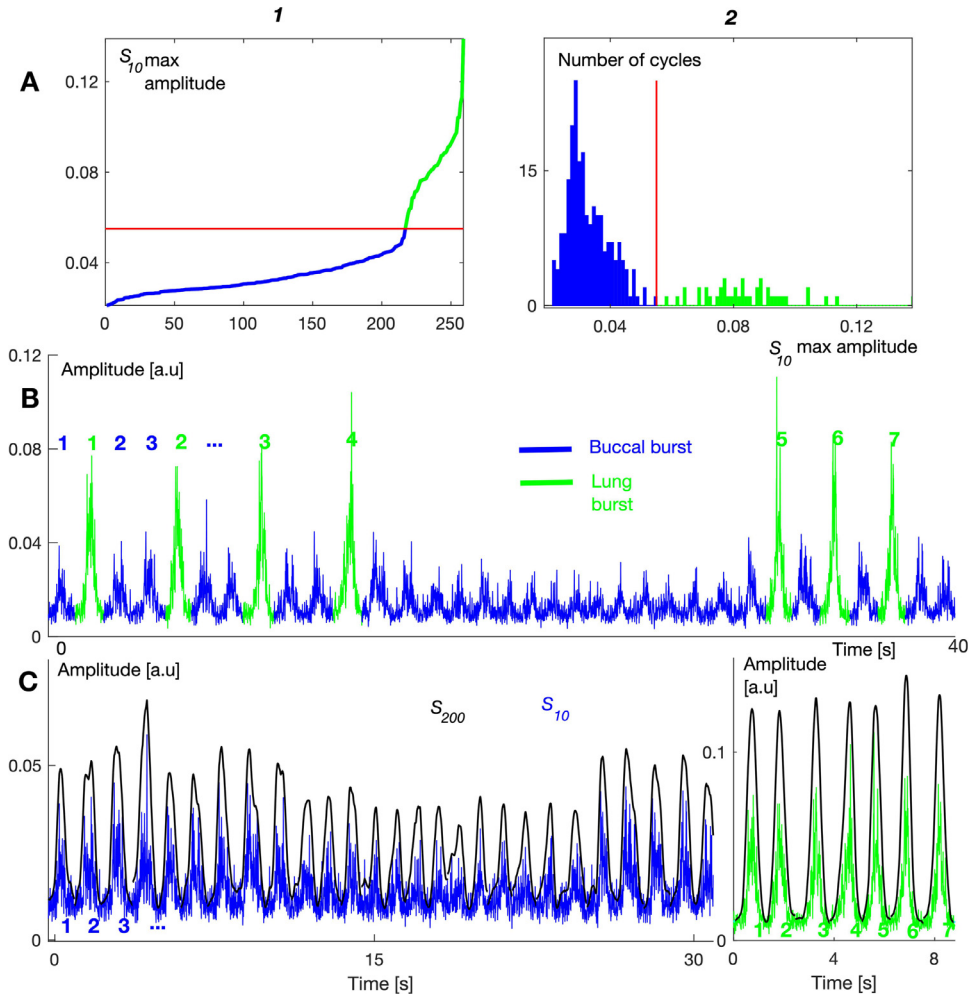 1
2
A
S10 max
amplitude
0.12
0.08
0.04
0
50
100
150
200
250
Number of cycles
15
0
0.04
0.08
0.12
S10 max amplitude
B
Amplitude [a.u]
0.12
0.08
0.04
0
1 1 2 3 2 ... 3 4 5 6 7
Buccal burst
Lung
burst
0
Time [s]
40
C
Amplitude [a.u]
S200
S10
0.05
0
1 2 3 ...
0
15
30
Time [s]
Amplitude
[a.u]
0.1
0
1 2 3 4 5 6 7
0
4
8
Time [s]